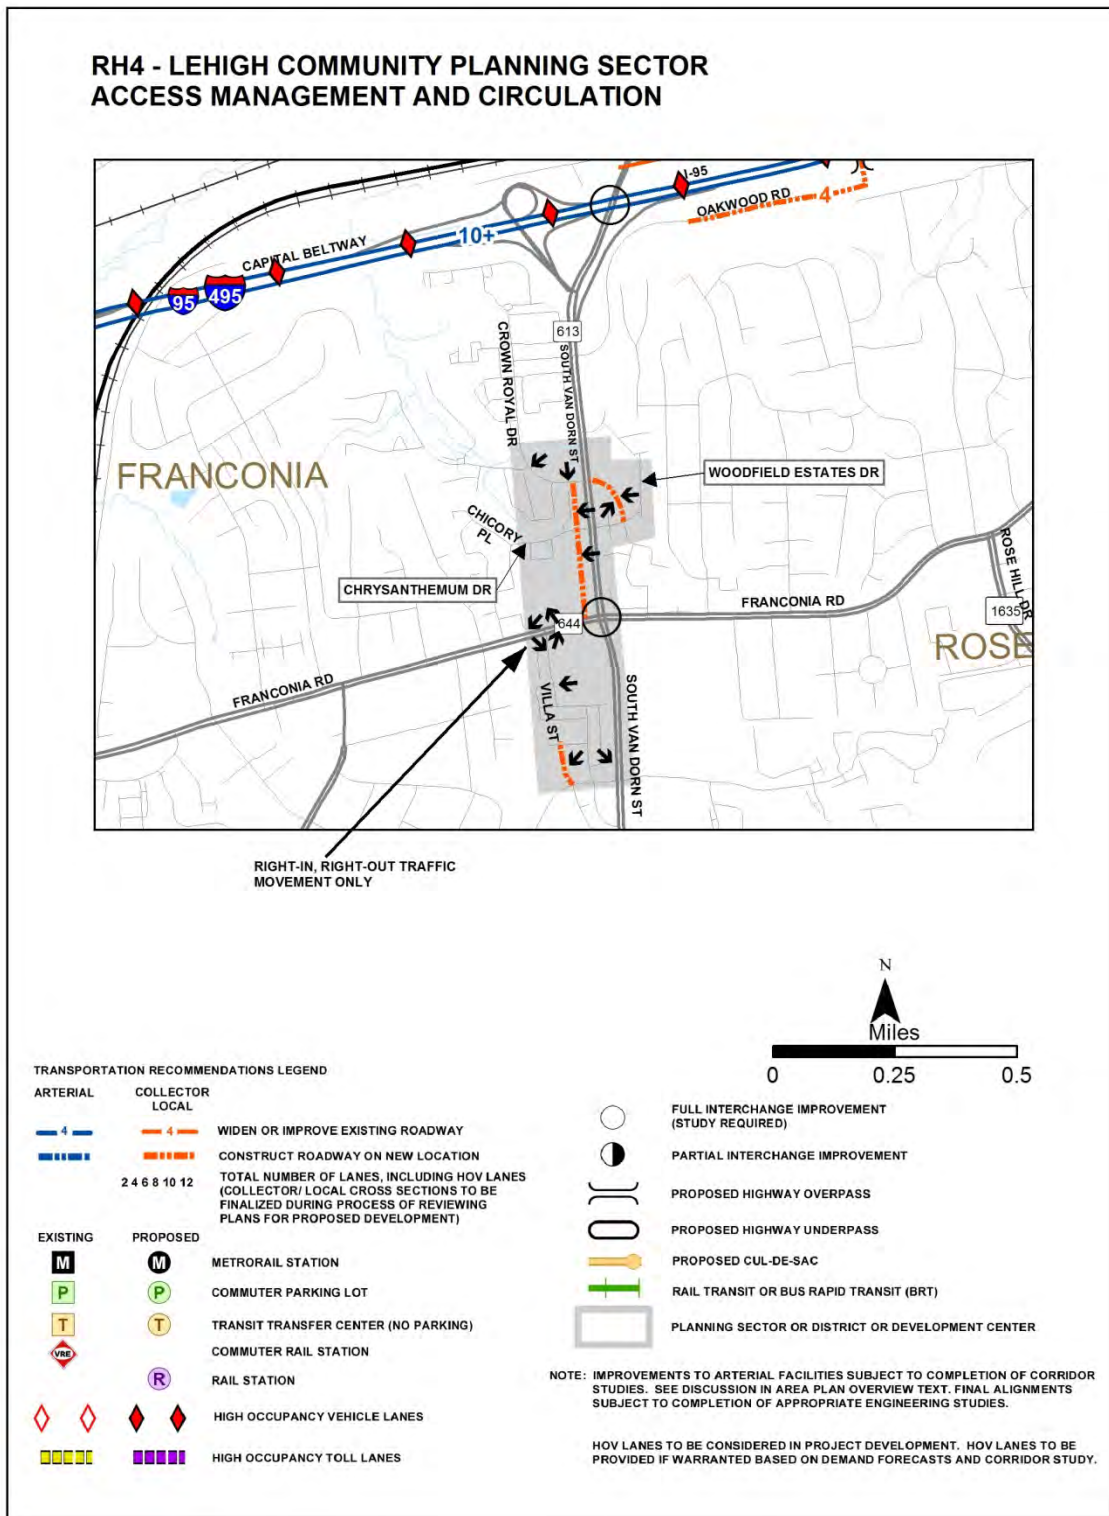 RH4 - LEHIGH COMMUNITY PLANNING SECTOR
ACCESS MANAGEMENT AND CIRCULATION
I-95
OAKWOOD RD
4
10+
CAPITAL BELTWAY
95
495
613
CROWN ROYAL DR
SOUTH VAN DORN ST
FRANCONIA
WOODFIELD ESTATES DR
CHICORY
PL
CHRYSANTHEMUM DR
ROSE HILL DR
1635
FRANCONIA RD
644
ROSE
FRANCONIA RD
VILLA ST
SOUTH VAN DORN ST
RIGHT-IN, RIGHT-OUT TRAFFIC
MOVEMENT ONLY
N
Miles
0 0.25 0.5
TRANSPORTATION RECOMMENDATIONS LEGEND
ARTERIAL COLLECTOR
LOCAL
4 4 WIDEN OR IMPROVE EXISTING ROADWAY
CONSTRUCT ROADWAY ON NEW LOCATION
2 4 6 8 10 12 TOTAL NUMBER OF LANES, INCLUDING HOV LANES
(COLLECTOR/ LOCAL CROSS SECTIONS TO BE
FINALIZED DURING PROCESS OF REVIEWING
PLANS FOR PROPOSED DEVELOPMENT)
EXISTING PROPOSED
M M METRORAIL STATION
P P COMMUTER PARKING LOT
T T TRANSIT TRANSFER CENTER (NO PARKING)
VRE COMMUTER RAIL STATION
R RAIL STATION
HIGH OCCUPANCY VEHICLE LANES
HIGH OCCUPANCY TOLL LANES
FULL INTERCHANGE IMPROVEMENT
(STUDY REQUIRED)
PARTIAL INTERCHANGE IMPROVEMENT
PROPOSED HIGHWAY OVERPASS
PROPOSED HIGHWAY UNDERPASS
PROPOSED CUL-DE-SAC
RAIL TRANSIT OR BUS RAPID TRANSIT (BRT)
PLANNING SECTOR OR DISTRICT OR DEVELOPMENT CENTER
NOTE: IMPROVEMENTS TO ARTERIAL FACILITIES SUBJECT TO COMPLETION OF CORRIDOR
STUDIES. SEE DISCUSSION IN AREA PLAN OVERVIEW TEXT. FINAL ALIGNMENTS
SUBJECT TO COMPLETION OF APPROPRIATE ENGINEERING STUDIES.
HOV LANES TO BE CONSIDERED IN PROJECT DEVELOPMENT. HOV LANES TO BE
PROVIDED IF WARRANTED BASED ON DEMAND FORECASTS AND CORRIDOR STUDY.